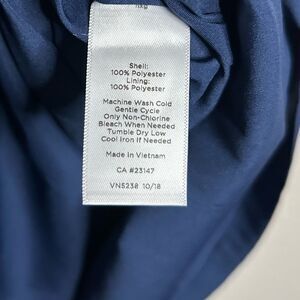 Shell:
100% Polyester
Lining:
100% Polyester
Machine Wash Cold
Gentle Cycle
Only Non-Chlorine
Bleach When Needed
Tumble Dry Low
Cool Iron If Needed
Made in Vietnam
CA #23147
VN5238 10/18